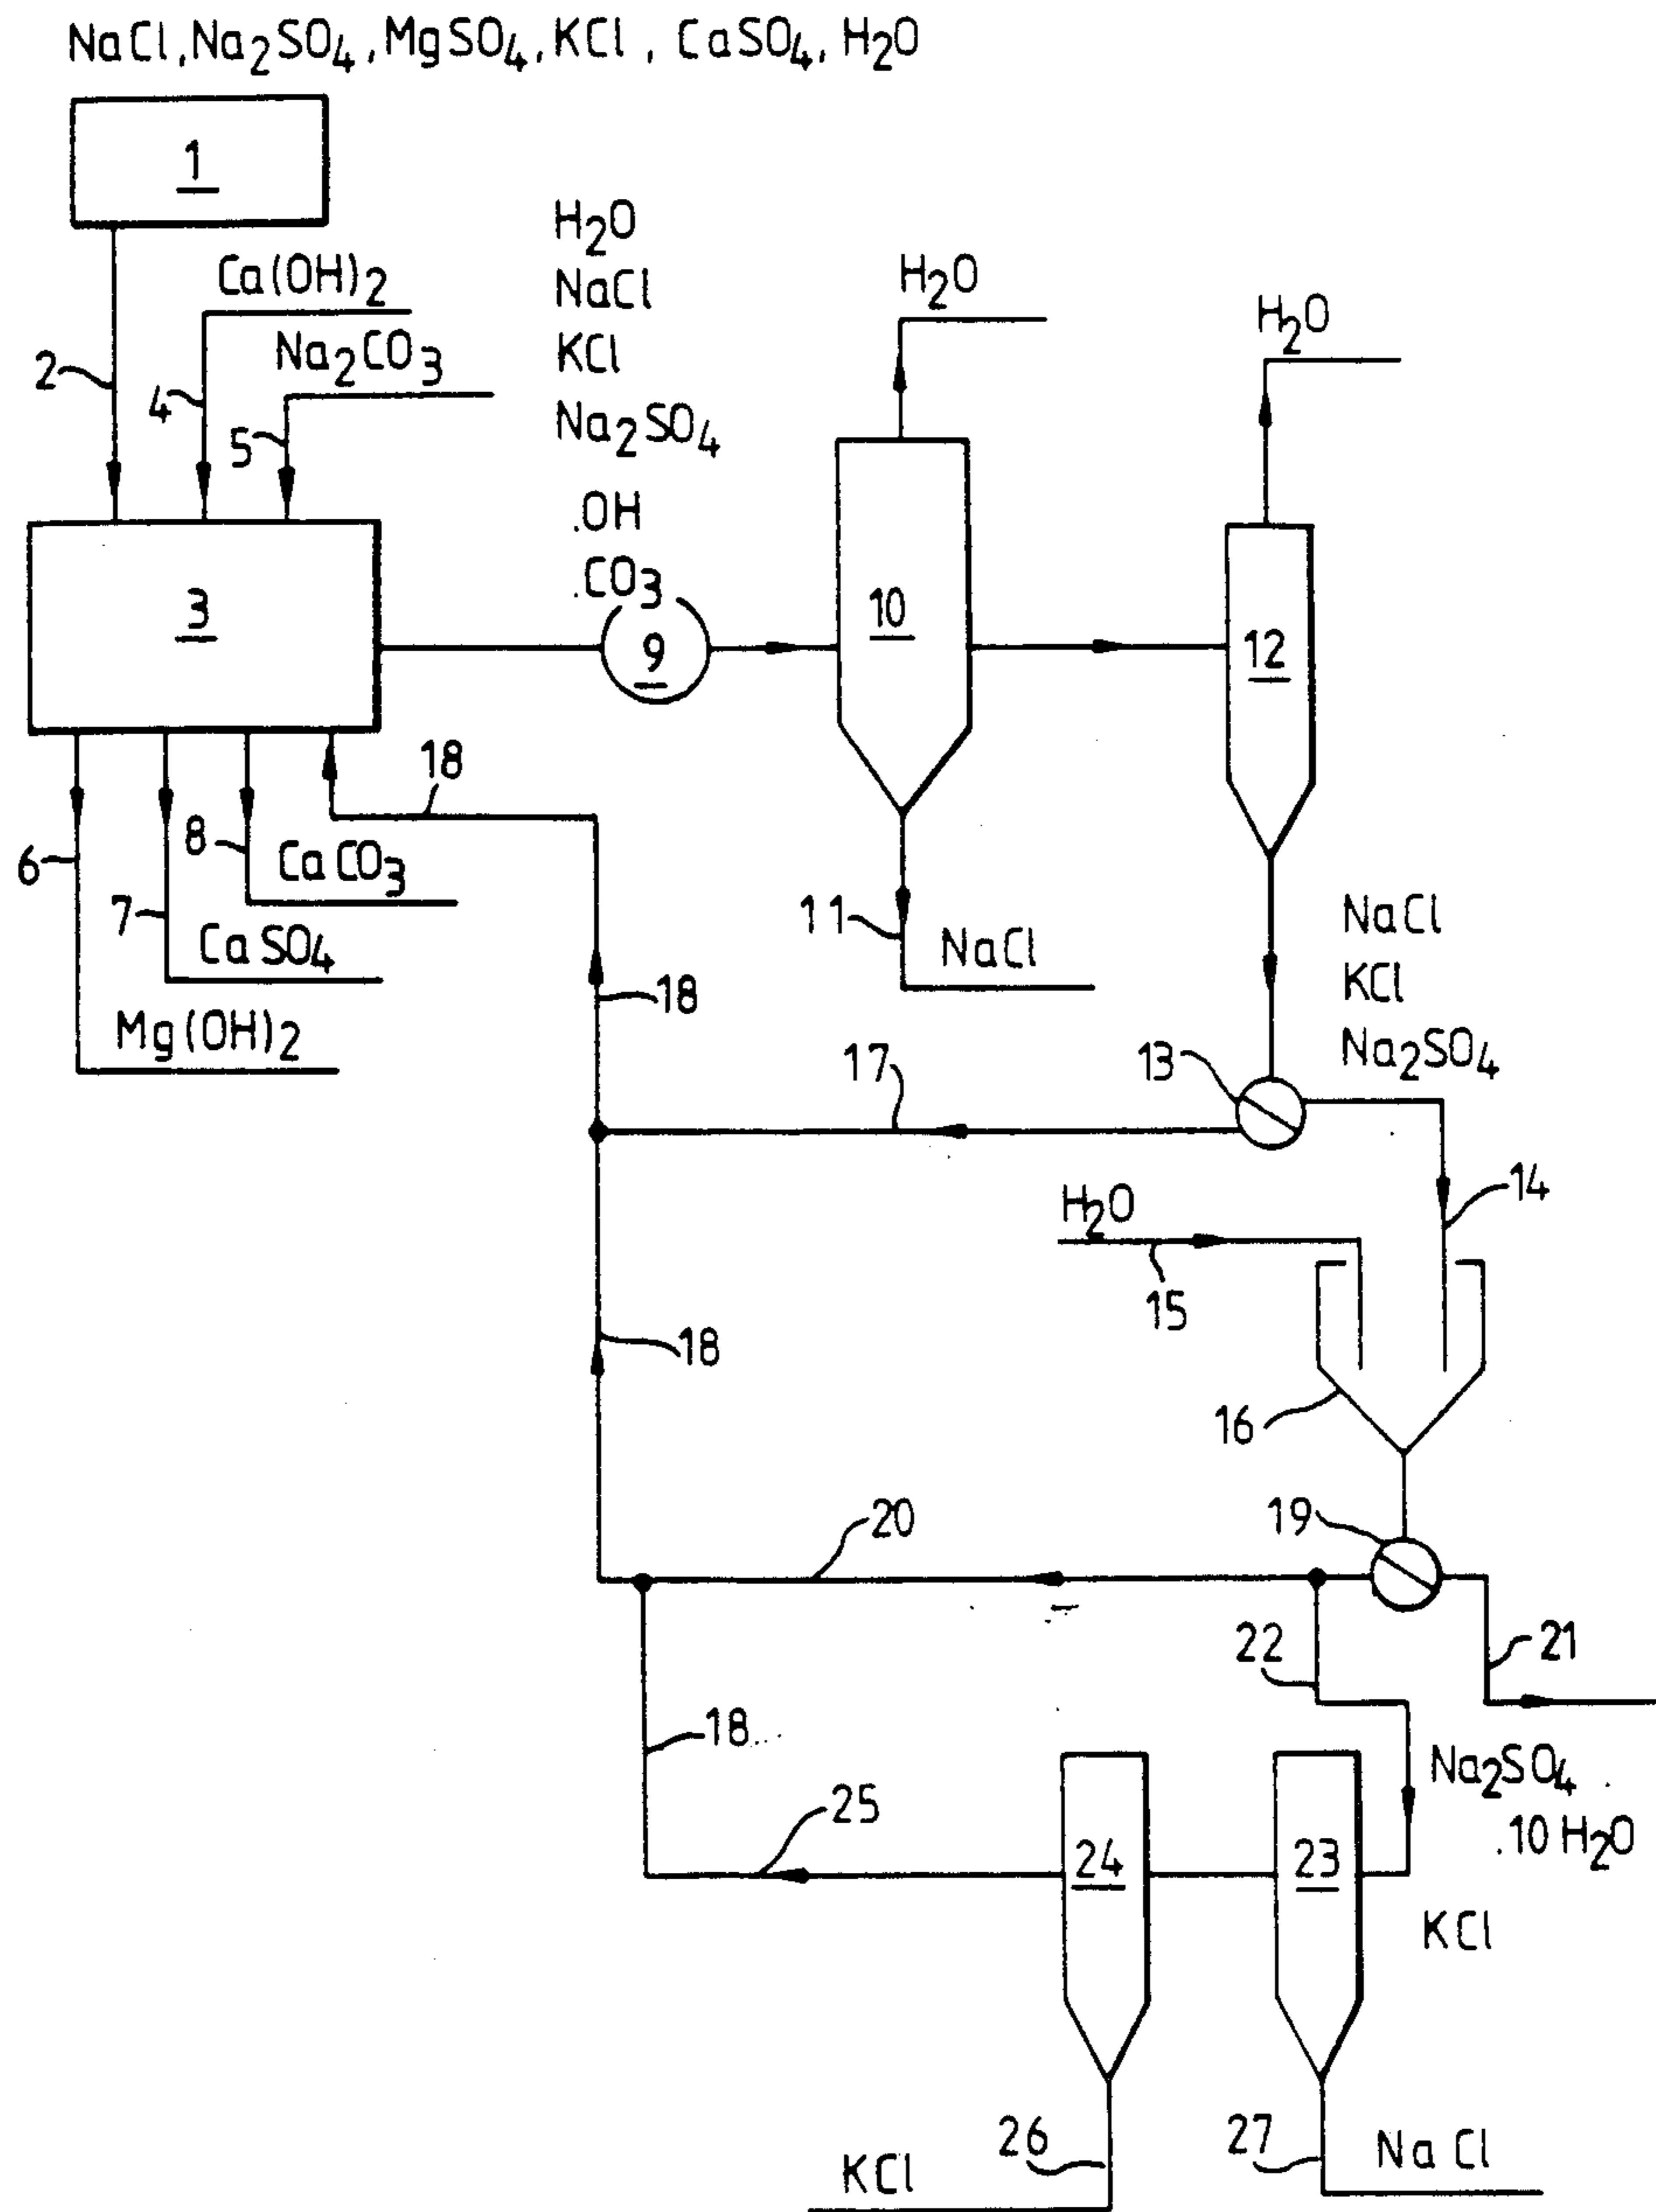 NaCl, Na2SO4, MgSO4, KCl, CaSO4, H2O
1
Ca(OH)2
Na2CO3
2
4
5
H2O
NaCl
KCl
Na2SO4
.OH
.CO3
H2O
H2O
3
9
10
12
18
6
7
8
CaCO3
CaSO4
Mg(OH)2
11
NaCl
NaCl
KCl
Na2SO4
18
17
13
14
H2O
15
18
16
20
19
22
21
18
Na2SO4
.10 H2O
25
24
23
KCl
26
27
KCl
NaCl